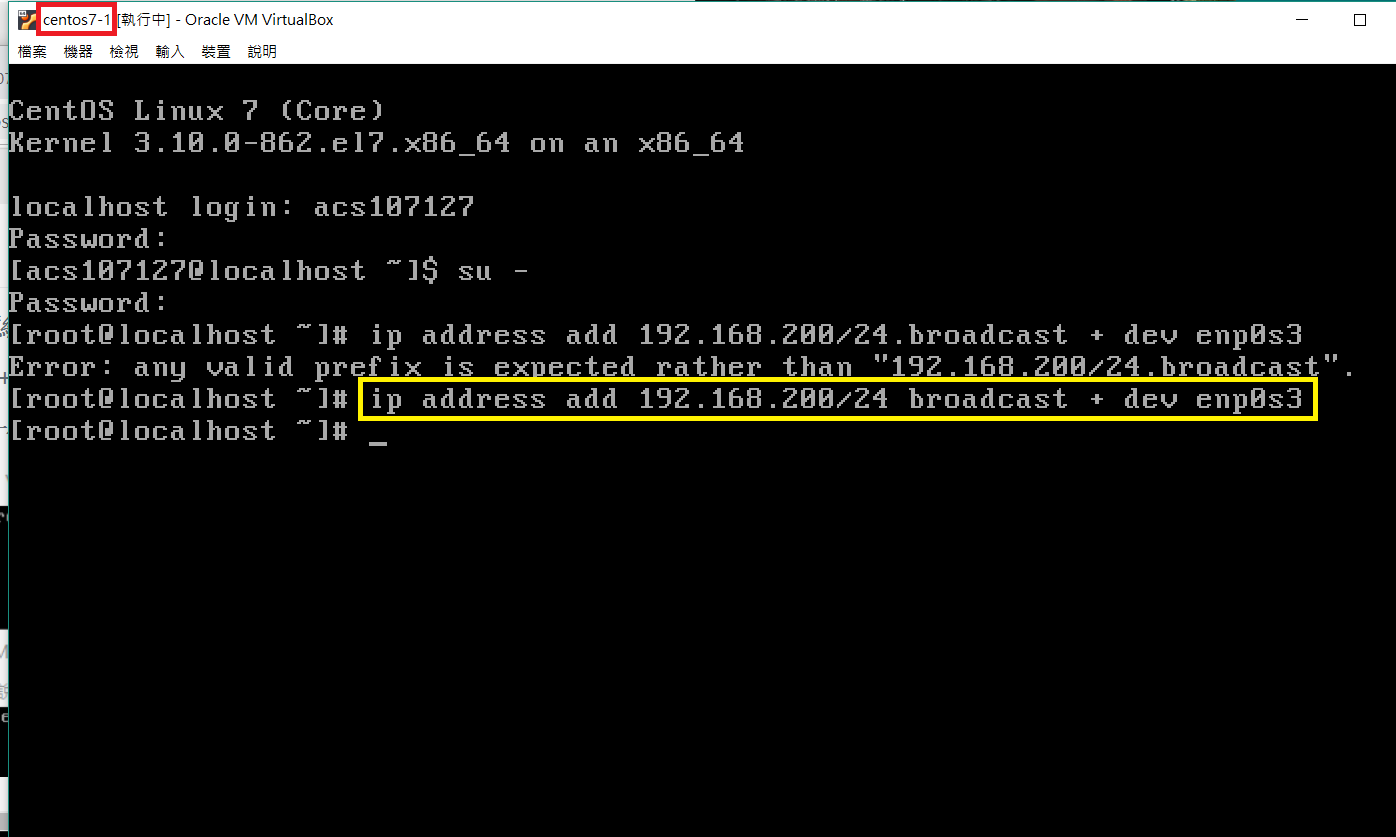 centos7-1 [執行中] - Oracle VM VirtualBox
檔案 機器 檢視 輸入 裝置 說明
CentOS Linux 7 (Core)
Kernel 3.10.0-862.el7.x86_64 on an x86_64
localhost login: acs107127
Password:
[acs107127@localhost ~]$ su -
Password:
[root@localhost ~]# ip address add 192.168.200/24.broadcast + dev enp0s3
Error: any valid prefix is expected rather than "192.168.200/24.broadcast".
[root@localhost ~]# ip address add 192.168.200/24 broadcast + dev enp0s3
[root@localhost ~]# _